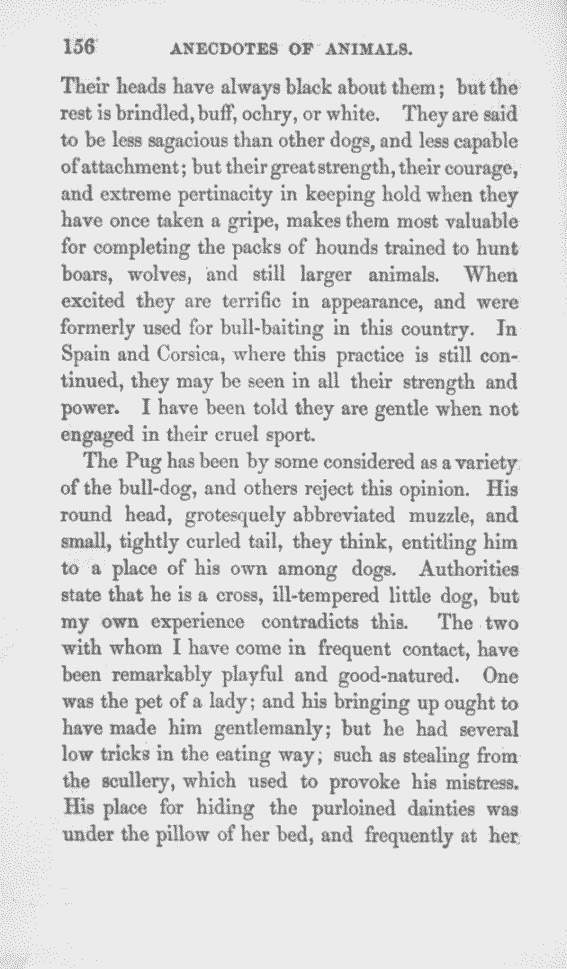 156 ANECDOTES OF ANIMALS.
Their heads have always black about them; but the
rest is brindled, buff, ochry, or white. They are said
to be less sagacious than other dogs, and less capable
of attachment; but their great strength, their courage,
and extreme pertinacity in keeping hold when they
have once taken a gripe, makes them most valuable
for completing the packs of hounds trained to hunt
boars, wolves, and still larger animals. When
excited they are terrific in appearance, and were
formerly used for bull-baiting in this country. In
Spain and Corsica, where this practice is still con-
tinued, they may be seen in all their strength and
power. I have been told they are gentle when not
engaged in their cruel sport.
The Pug has been by some considered as a variety
of the bull-dog, and others reject this opinion. His
round head, grotesquely abbreviated muzzle, and
small, tightly curled tail, they think, entitling him
to a place of his own among dogs. Authorities
state that he is a cross, ill-tempered little dog, but
my own experience contradicts this. The two
with whom I have come in frequent contact, have
been remarkably playful and good-natured. One
was the pet of a lady; and his bringing up ought to
have made him gentlemanly; but he had several
low tricks in the eating way; such as stealing from
the scullery, which used to provoke his mistress.
His place for hiding the purloined dainties was
under the pillow of her bed, and frequently at her